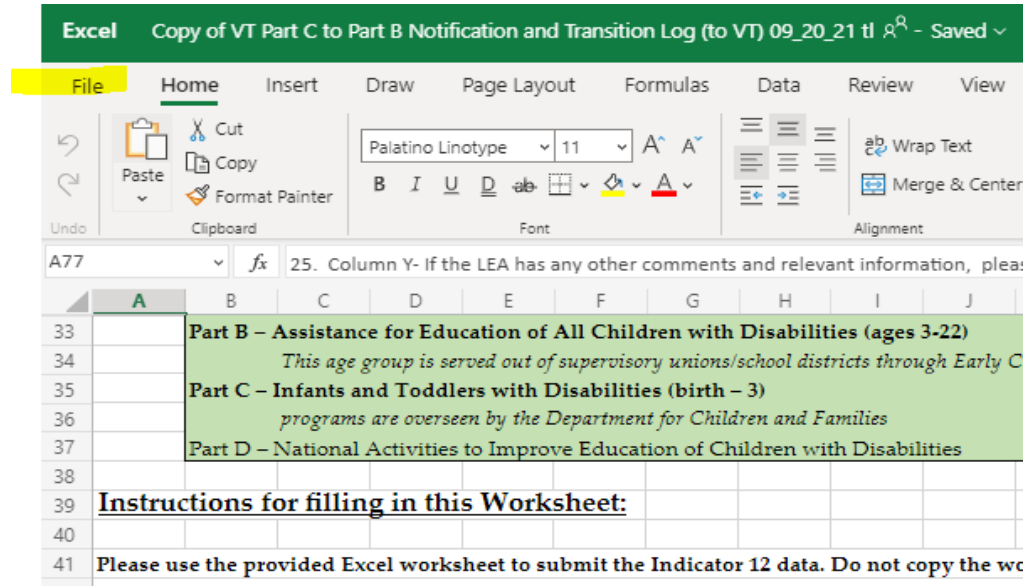 Excel Copy of VT Part C to Part B Notification and Transition Log (to VT) 09_20_21 tl - Saved
File Home Insert Draw Page Layout Formulas Data Review View
Cut
Copy
Paste
Format Painter
Palatino Linotype 11 A A
B I U D ab A
ab Wrap Text
Merge & Center
Undo Clipboard Font Alignment
A77 fx 25. Column Y- If the LEA has any other comments and relevant information, pleas
A B C D E F G H I J
33 Part B – Assistance for Education of All Children with Disabilities (ages 3-22)
34 This age group is served out of supervisory unions/school districts through Early C
35 Part C – Infants and Toddlers with Disabilities (birth – 3)
36 programs are overseen by the Department for Children and Families
37 Part D – National Activities to Improve Education of Children with Disabilities
38
39 Instructions for filling in this Worksheet:
40
41 Please use the provided Excel worksheet to submit the Indicator 12 data. Do not copy the wo